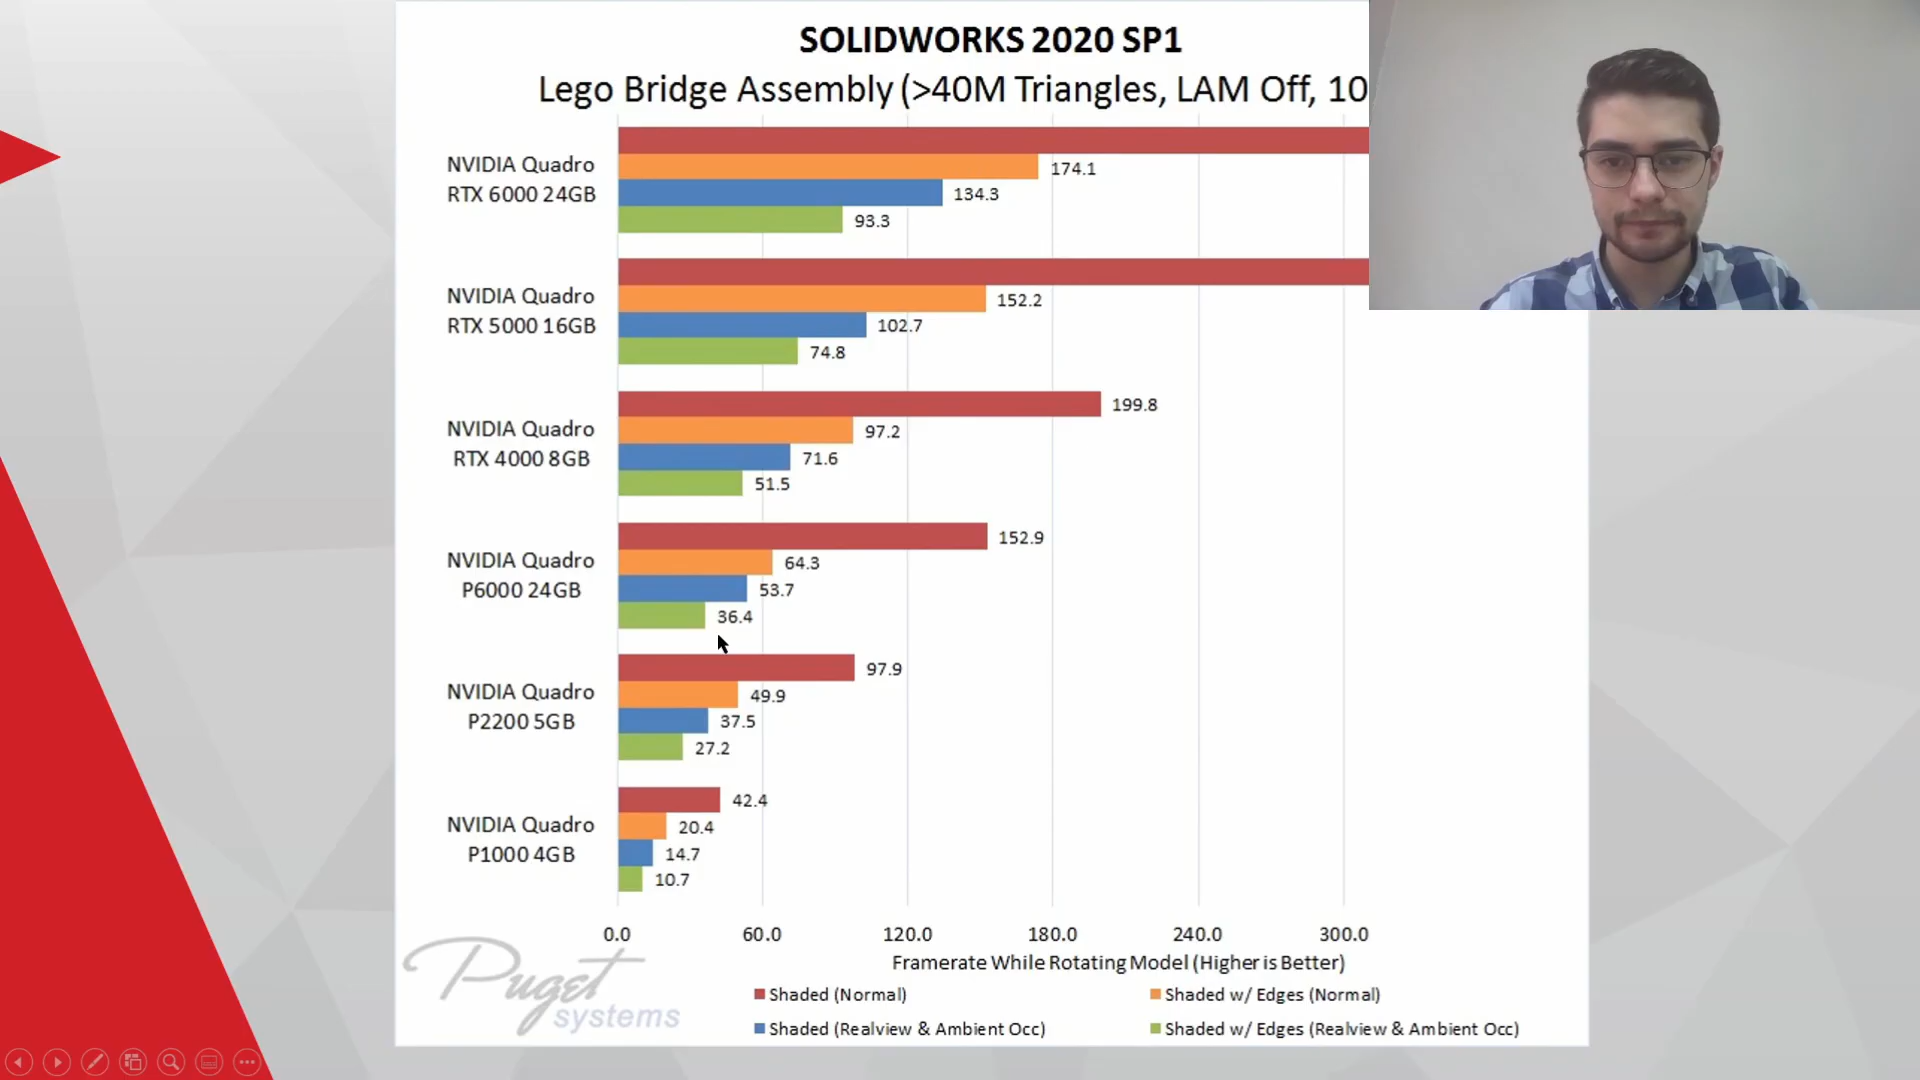 SOLIDWORKS 2020 SP1
Lego Bridge Assembly (>40M Triangles, LAM Off, 10
NVIDIA Quadro
RTX 6000 24GB
174.1
134.3
93.3
NVIDIA Quadro
RTX 5000 16GB
152.2
102.7
74.8
NVIDIA Quadro
RTX 4000 8GB
199.8
97.2
71.6
51.5
NVIDIA Quadro
P6000 24GB
152.9
64.3
53.7
36.4
NVIDIA Quadro
P2200 5GB
97.9
49.9
37.5
27.2
NVIDIA Quadro
P1000 4GB
42.4
20.4
14.7
10.7
0.0 60.0 120.0 180.0 240.0 300.0
Framerate While Rotating Model (Higher is Better)
Shaded (Normal) Shaded w/ Edges (Normal)
Shaded (Realview & Ambient Occ) Shaded w/ Edges (Realview & Ambient Occ)
Puget
systems